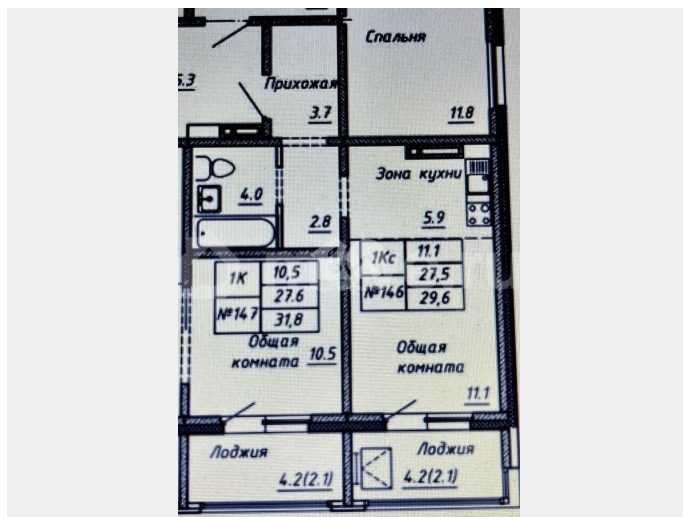 Спальня
5.3
Прихожая
3.7
11.8
Зона кухни
4.0
2.8
5.9
1К 10,5
27.6
№147 31,8
1Кс 11.1
27,5
№146 29,6
Общая
комната 10.5
Общая
комната
11.1
Лоджия
4.2(2.1)
Лоджия
4.2(2.1)